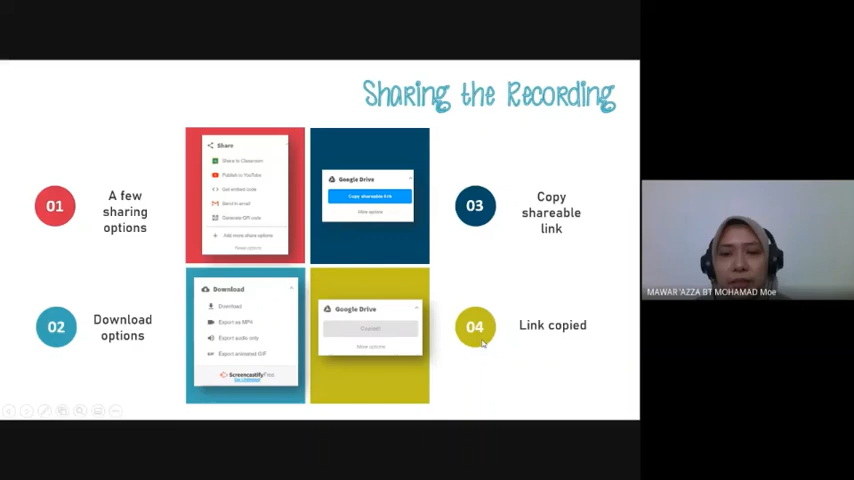 Sharing the Recording
01
A few
sharing
options
Share
Share to Classroom
Publish to YouTube
Get embed code
Send to email
Generate QR code
Add more share options
Google Drive
Copy shareable link
More options
03
Copy
shareable
link
02
Download
options
Download
Download
Export as MP4
Export audio only
Export animated GIF
Screencastify Free
Google Drive
Copied!
More options
04
Link copied
MAWAR 'AZZA BT MOHAMAD Moe